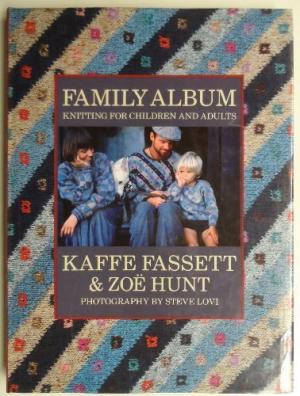 FAMILY ALBUM
KNITTING FOR CHILDREN AND ADULTS
KAFFE FASSETT
& ZOË HUNT
PHOTOGRAPHY BY STEVE LOVI